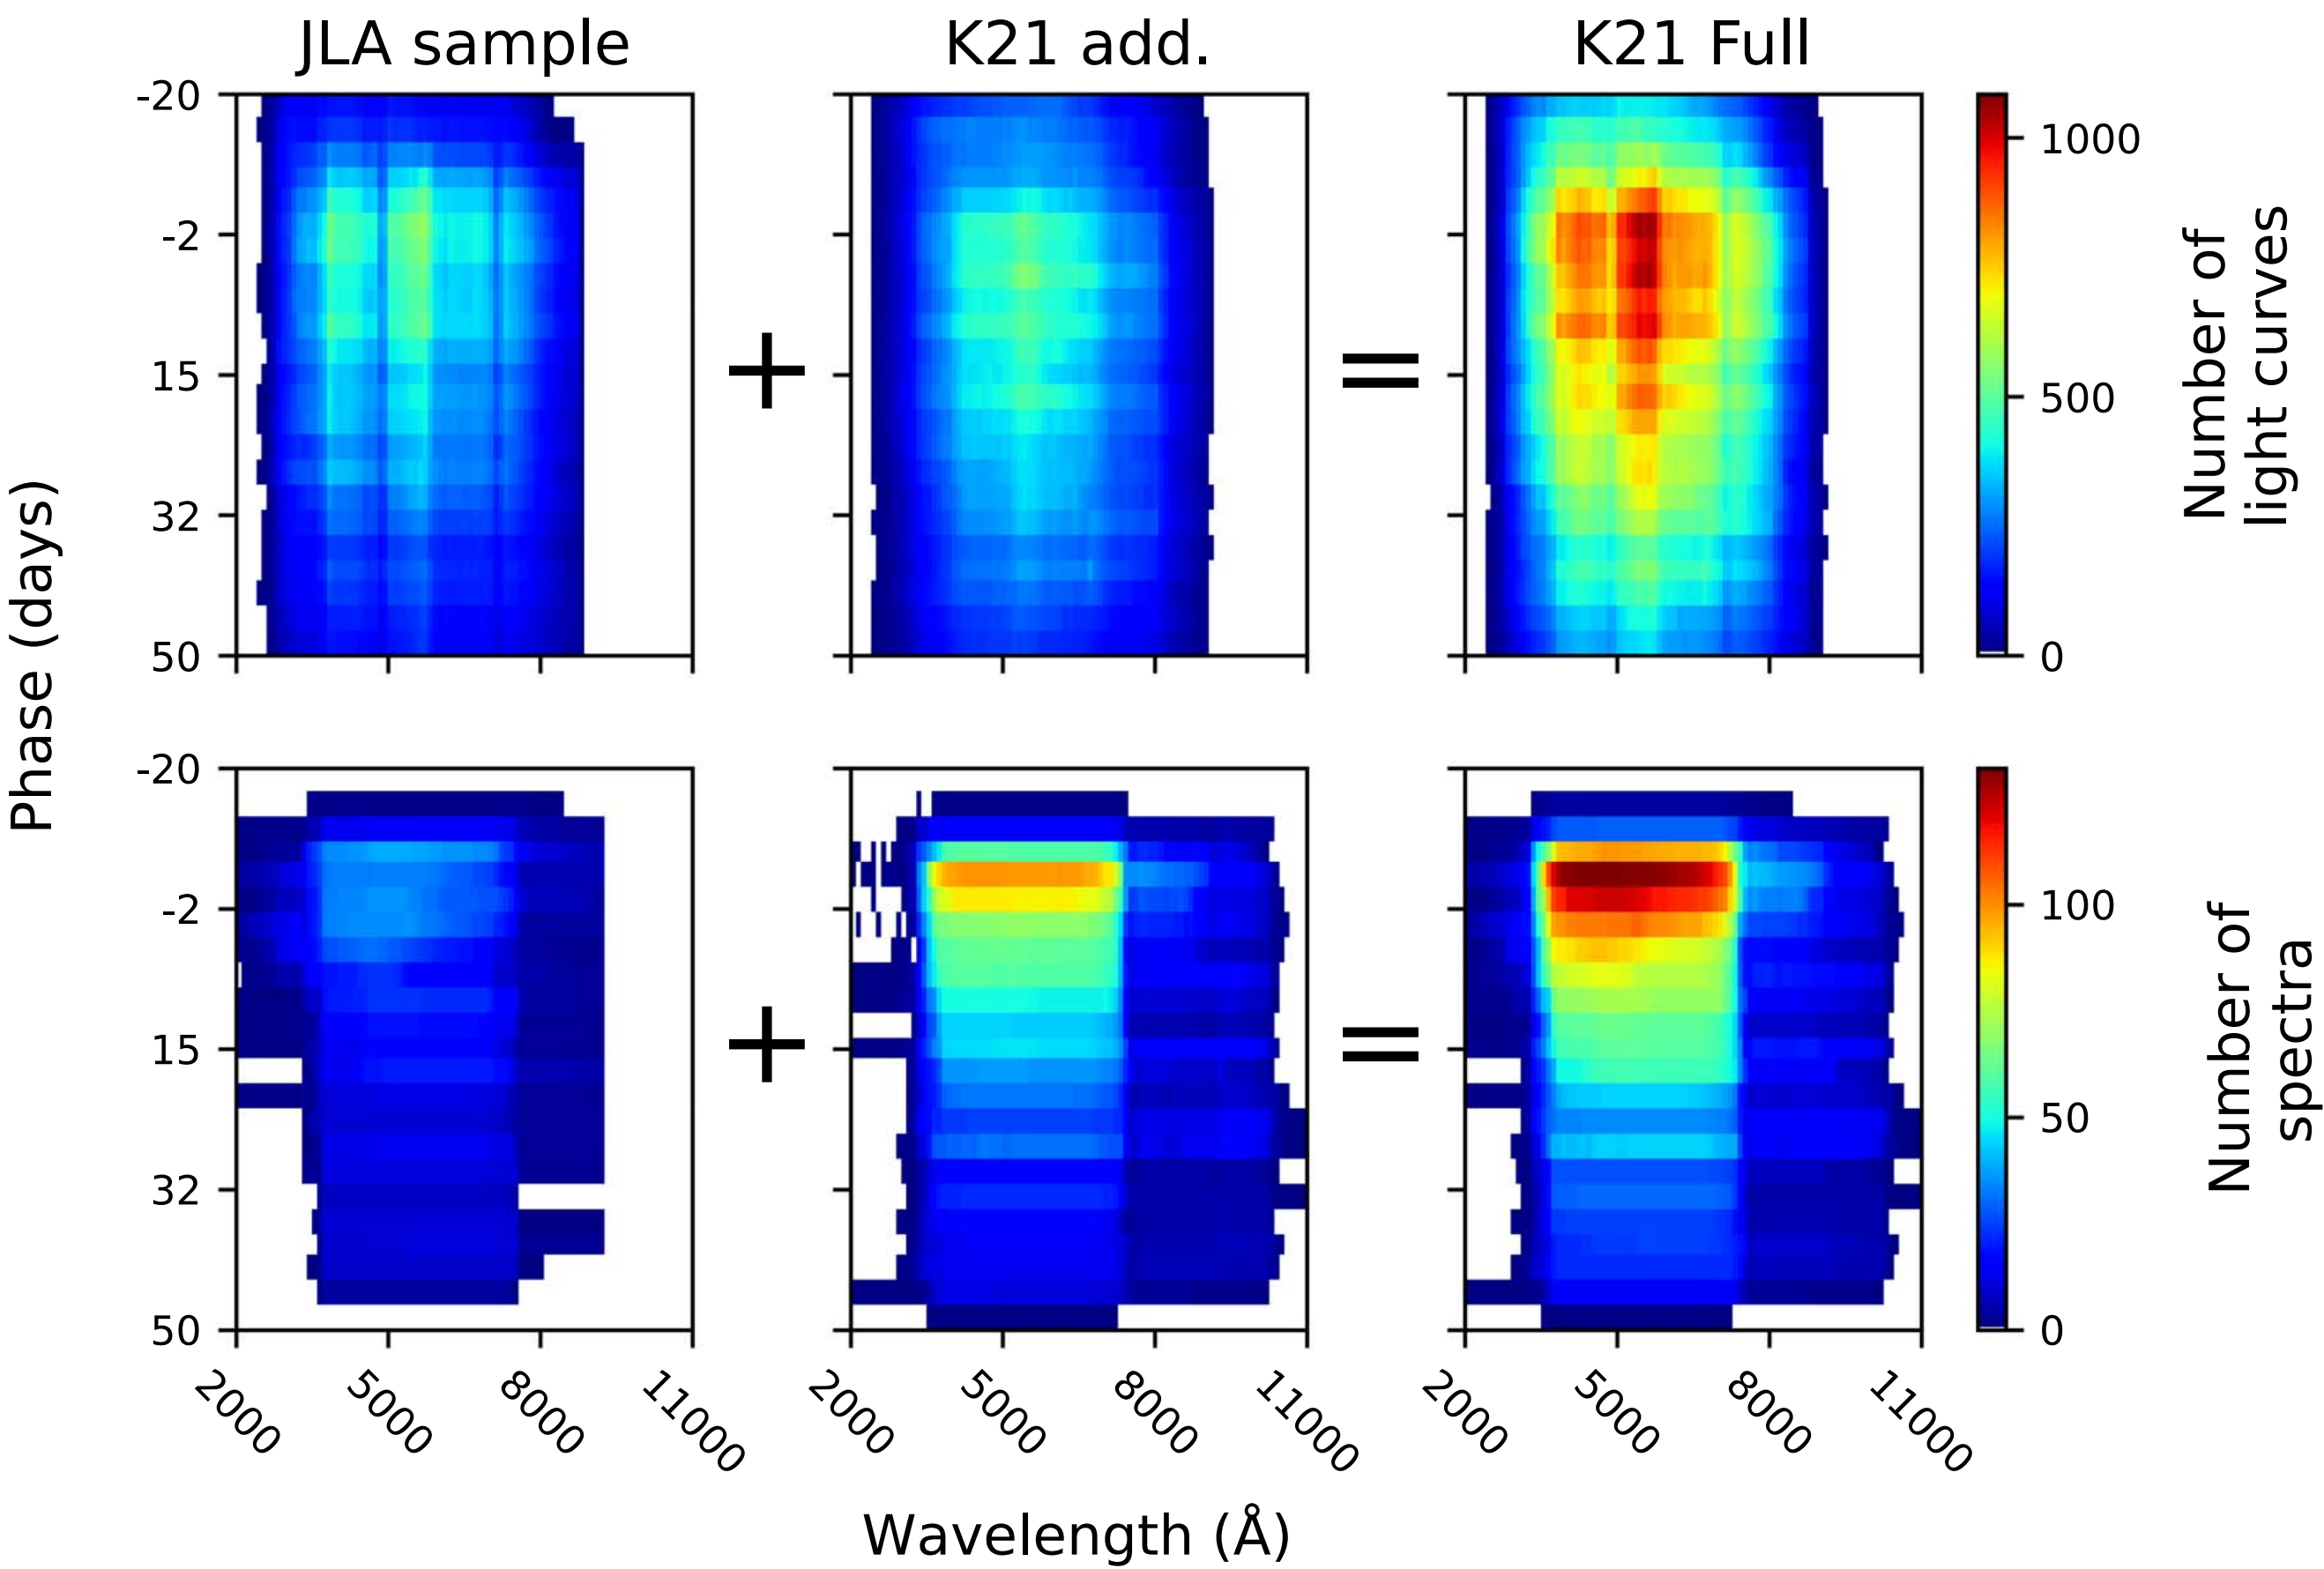 JLA sample
K21 add.
K21 Full
-20
-2
15
32
50
+
=
1000
500
0
Number of
light curves
Phase (days)
-20
-2
15
32
50
+
=
100
50
0
Number of
spectra
2000 5000 8000 11000
2000 5000 8000 11000
2000 5000 8000 11000
Wavelength (Å)